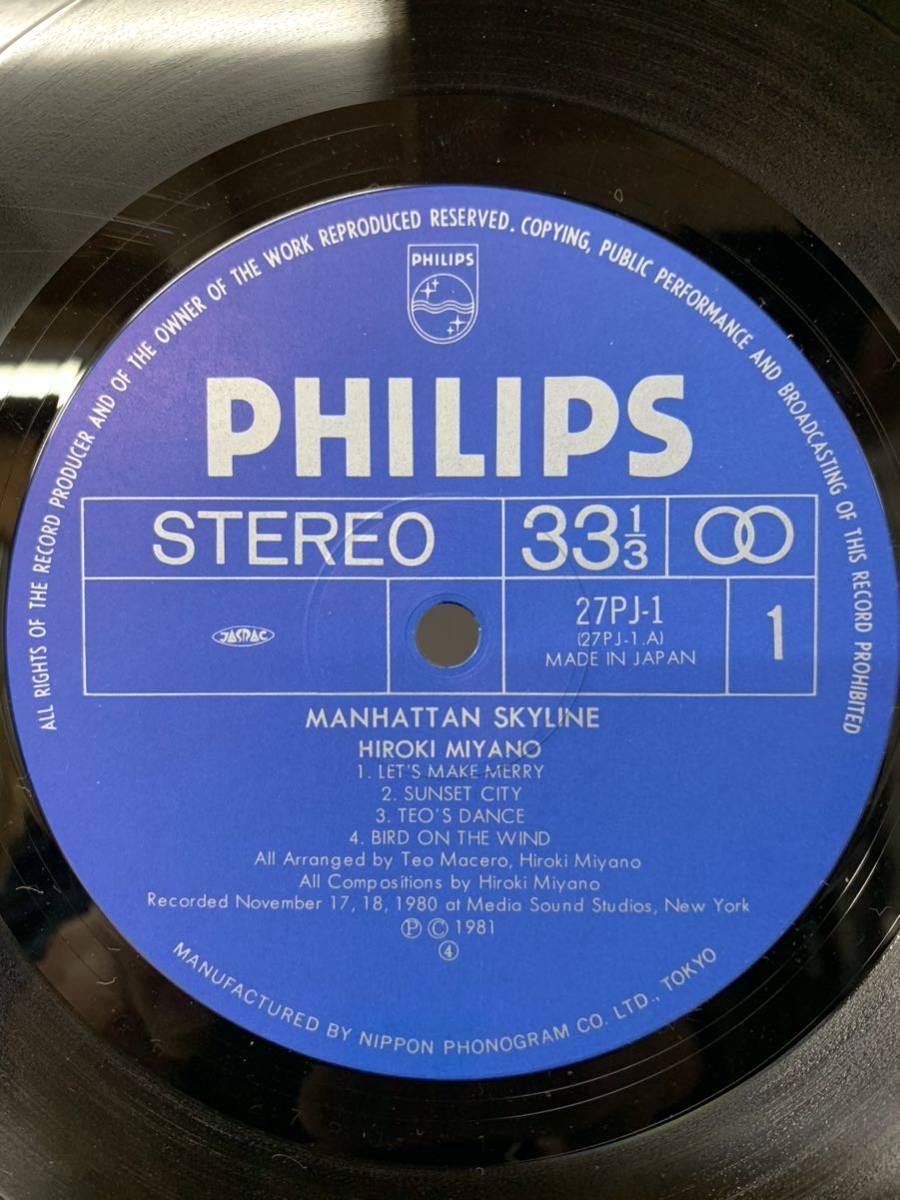 ALL RIGHTS OF THE RECORD PRODUCER AND OF THE OWNER OF THE WORK REPRODUCED RESERVED. COPYING, PUBLIC PERFORMANCE AND BROADCASTING OF THIS RECORD PROHIBITED
PHILIPS
PHILIPS
STEREO
33 1/3
JASRAC
27PJ-1
(27PJ-1.A)
MADE IN JAPAN
1
MANHATTAN SKYLINE
HIROKI MIYANO
1. LET'S MAKE MERRY
2. SUNSET CITY
3. TEO'S DANCE
4. BIRD ON THE WIND
All Arranged by Teo Macero, Hiroki Miyano
All Compositions by Hiroki Miyano
Recorded November 17, 18, 1980 at Media Sound Studios, New York
Ⓟ Ⓒ 1981
④
MANUFACTURED BY NIPPON PHONOGRAM CO. LTD., TOKYO